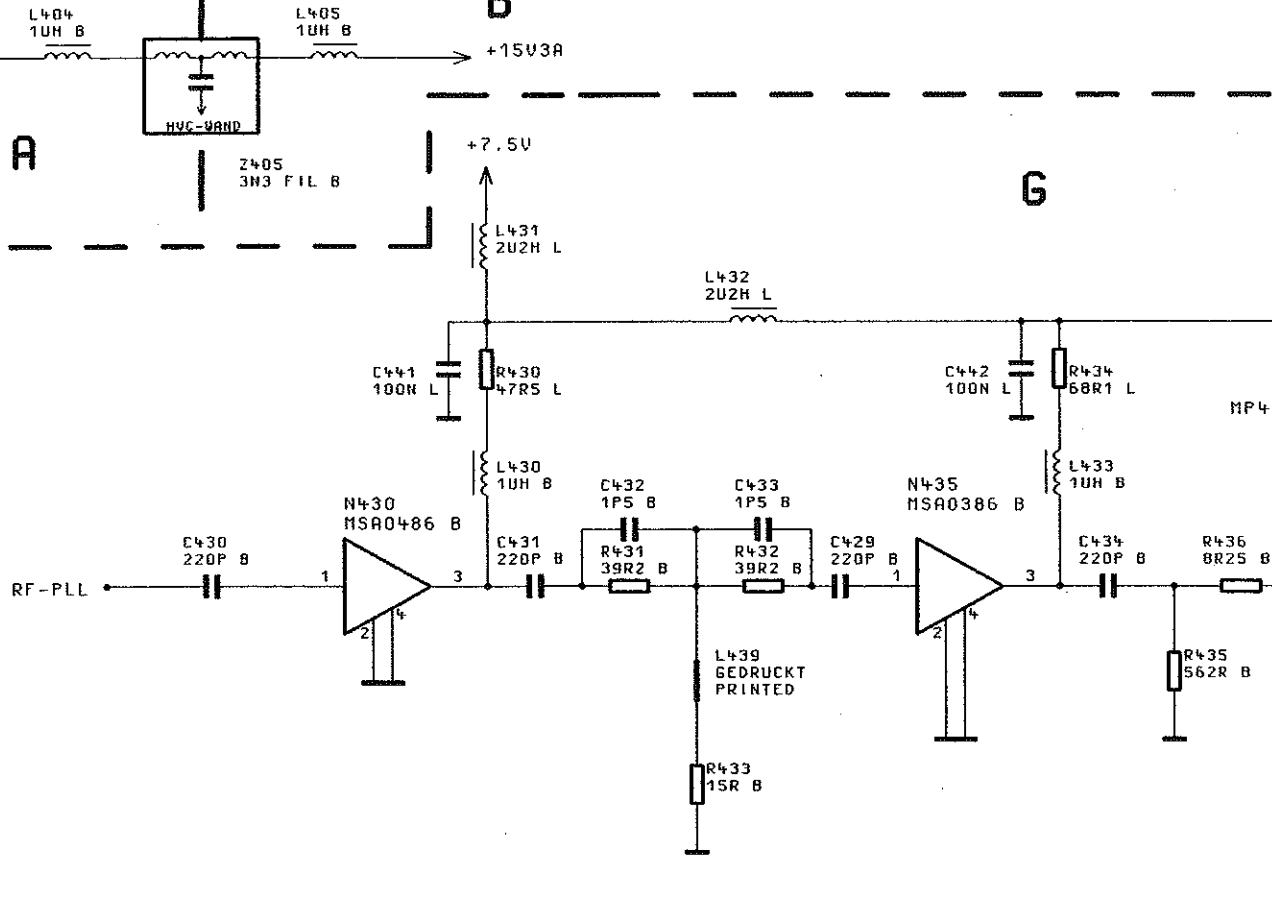 L404
1UH B
L405
1UH B
+15V3A
HVG-WAND
A
Z405
3N3 FIL B
+7.5V
G
L431
2U2H L
L432
2U2H L
C441
100N L
R430
47R5 L
C442
100N L
R434
68R1 L
MP4
L430
1UH B
L433
1UH B
N430
MSA0486 B
C432
1P5 B
C433
1P5 B
N435
MSA0386 B
C430
220P B
C431
220P B
R431
39R2 B
R432
39R2 B
C429
220P B
C434
220P B
R436
8R25 B
RF-PLL
1
3
2
4
1
3
2
4
L439
GEDRUCKT
PRINTED
R435
562R B
R433
15R B